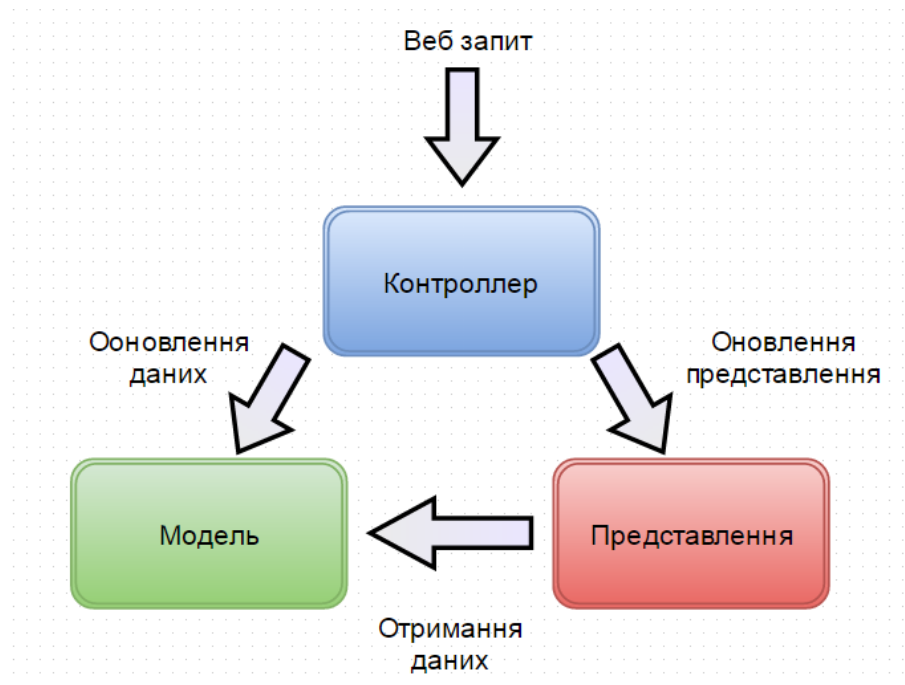 Веб запит
Контроллер
Ооновлення
даних
Оновлення
представлення
Модель
Представлення
Отримання
даних